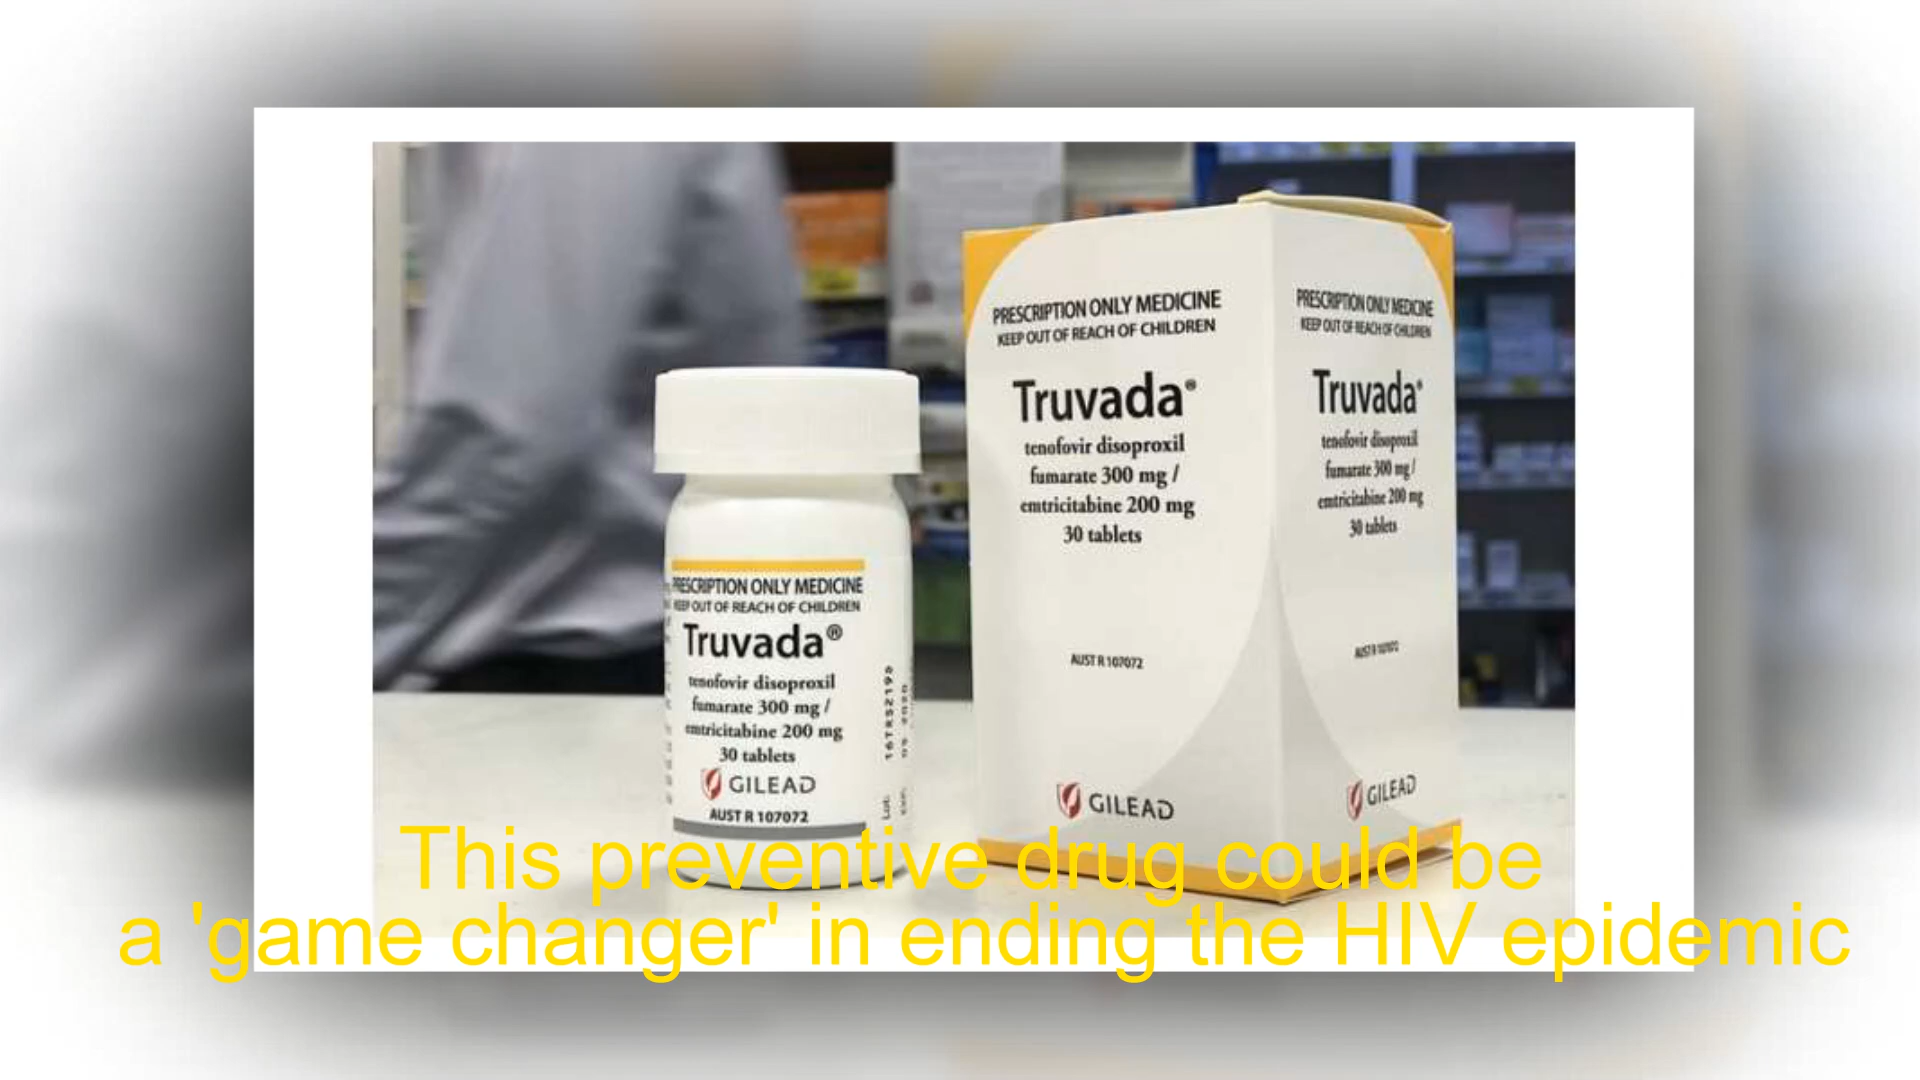 PRESCRIPTION ONLY MEDICINE
KEEP OUT OF REACH OF CHILDREN
Truvada®
tenofovir disoproxil
fumarate 300 mg /
emtricitabine 200 mg
30 tablets
AUST R 107072
GILEAD
PRESCRIPTION ONLY MEDICINE
KEEP OUT OF REACH OF CHILDREN
Truvada®
tenofovir disoproxil
fumarate 300 mg /
emtricitabine 200 mg
30 tablets
AUST R 107072
GILEAD
PRESCRIPTION ONLY MEDICINE
KEEP OUT OF REACH OF CHILDREN
Truvada®
tenofovir disoproxil
fumarate 300 mg /
emtricitabine 200 mg
30 tablets
GILEAD
AUST R 107072
This preventive drug could be
a 'game changer' in ending the HIV epidemic